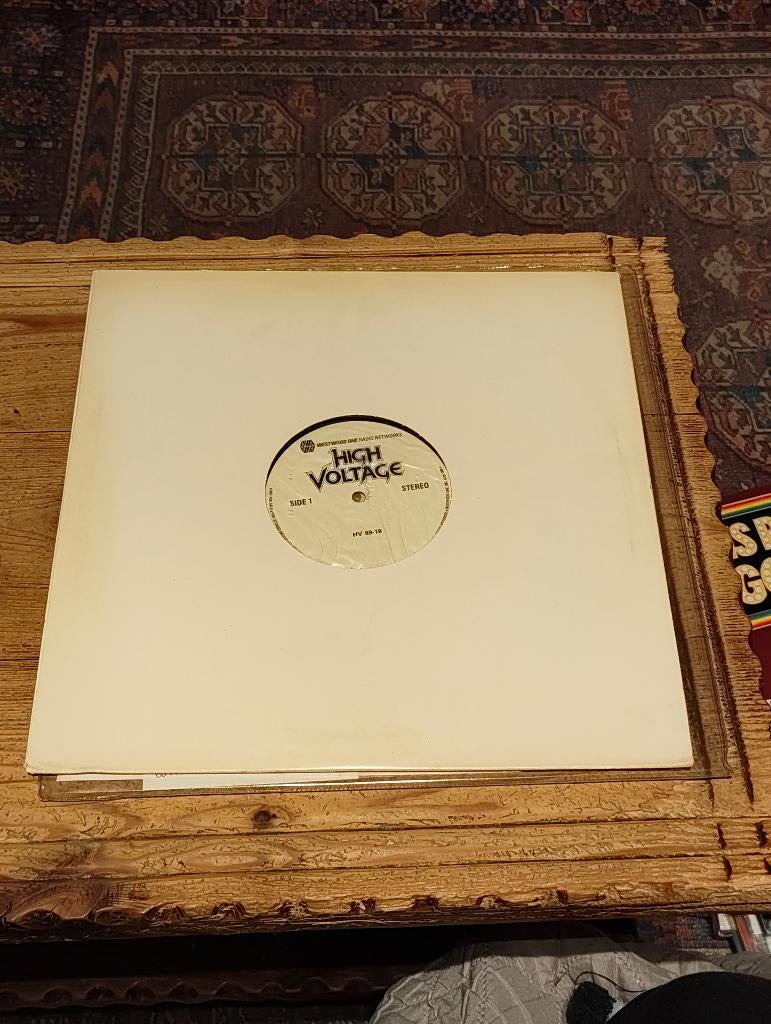 WESTWOOD ONE RADIO NETWORKS
HIGH
VOLTAGE
SIDE 1
STEREO
HV 89-18